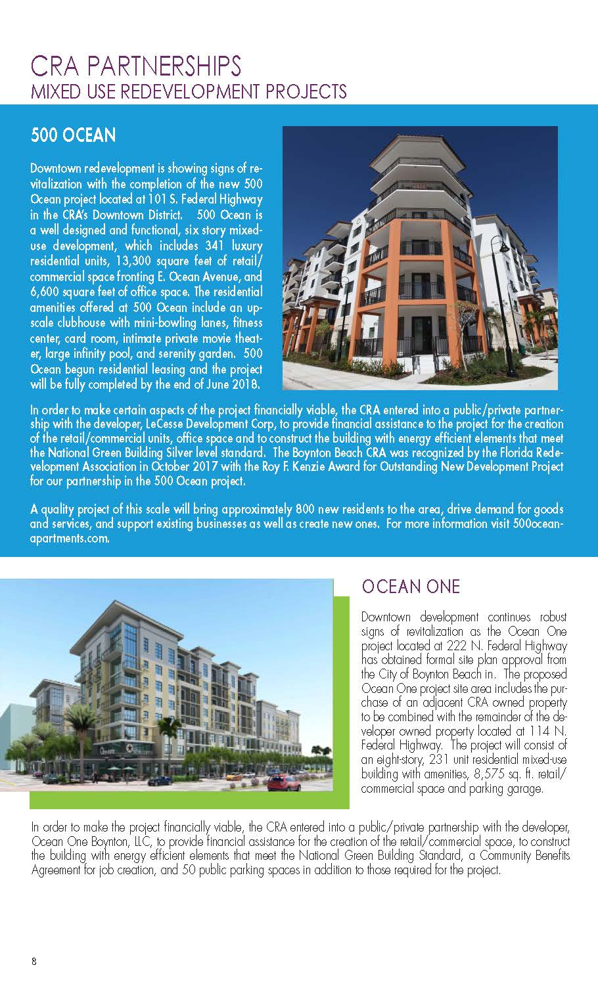 CRA PARTNERSHIPS
MIXED USE REDEVELOPMENT PROJECTS
500 OCEAN
Downtown redevelopment is showing signs of re-
vitalization with the completion of the new 500
Ocean project located at 101 S. Federal Highway
in the CRA's Downtown District.   500 Ocean is
a well designed and functional, six story mixed-
use development, which includes 341 luxury
residential units, 13,300 square feet of retail/
commercial space fronting E. Ocean Avenue, and
6,600 square feet of office space. The residential
amenities offered at 500 Ocean include an up-
scale clubhouse with mini-bowling lanes, fitness
center, card room, intimate private movie theat-
er, large infinity pool, and serenity garden.  500
Ocean begun residential leasing and the project
will be fully completed by the end of June 2018.
In order to make certain aspects of the project financially viable, the CRA entered into a public/private partner-
ship with the developer, LeCesse Development Corp, to provide financial assistance to the project for the creation
of the retail/commercial units, office space and to construct the building with energy efficient elements that meet
the National Green Building Silver level standard.  The Boynton Beach CRA was recognized by the Florida Rede-
velopment Association in October 2017 with the Roy F. Kenzie Award for Outstanding New Development Project
for our partnership in the 500 Ocean project.
A quality project of this scale will bring approximately 800 new residents to the area, drive demand for goods
and services, and support existing businesses as well as create new ones.  For more information visit 500ocean-
apartments.com.
OCEAN ONE
Downtown development continues robust
signs of revitalization as the Ocean One
project located at 222 N. Federal Highway
has obtained formal site plan approval from
the City of Boynton Beach in.  The proposed
Ocean One project site area includes the pur-
chase of an adjacent CRA owned property
to be combined with the remainder of the de-
veloper owned property located at 114 N.
Federal Highway.  The project will consist of
an eight-story, 231 unit residential mixed-use
building with amenities, 8,575 sq. ft. retail/
commercial space and parking garage.
In order to make the project financially viable, the CRA entered into a public/private partnership with the developer,
Ocean One Boynton, LLC, to provide financial assistance for the creation of the retail/commercial space, to construct
the building with energy efficient elements that meet the National Green Building Standard, a Community Benefits
Agreement for job creation, and 50 public parking spaces in addition to those required for the project.
8